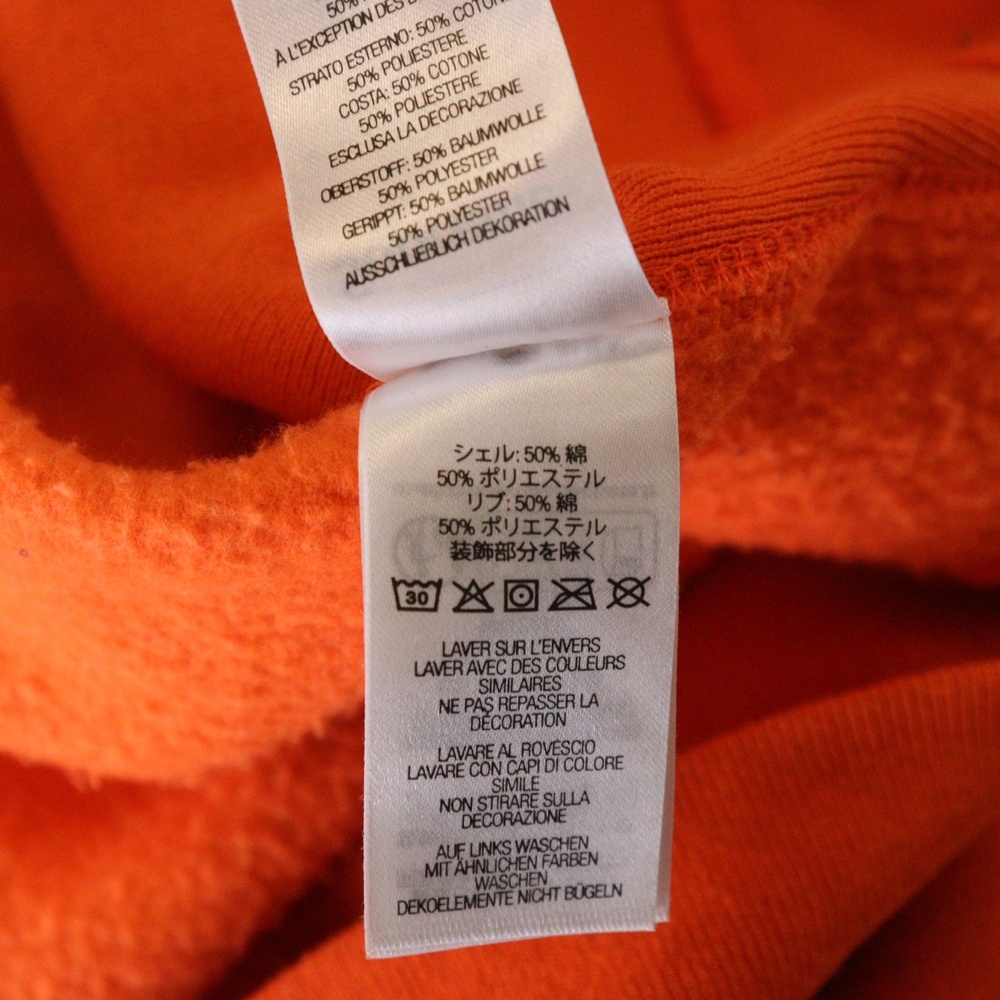 50%
À L'EXCEPTION DES
STRATO ESTERNO: 50% COTONE
50% POLIESTERE
COSTA: 50% COTONE
50% POLIESTERE
ESCLUSA LA DECORAZIONE
OBERSTOFF: 50% BAUMWOLLE
50% POLYESTER
GERIPPT: 50% BAUMWOLLE
50% POLYESTER
AUSSCHLIEBLICH DEKORATION
シェル: 50% 綿
50% ポリエステル
リブ: 50% 綿
50% ポリエステル
装飾部分を除く
30
LAVER SUR L'ENVERS
LAVER AVEC DES COULEURS
SIMILAIRES
NE PAS REPASSER LA
DÉCORATION
LAVARE AL ROVESCIO
LAVARE CON CAPI DI COLORE
SIMILE
NON STIRARE SULLA
DECORAZIONE
AUF LINKS WASCHEN
MIT ÄHNLICHEN FARBEN
WASCHEN
DEKOELEMENTE NICHT BÜGELN